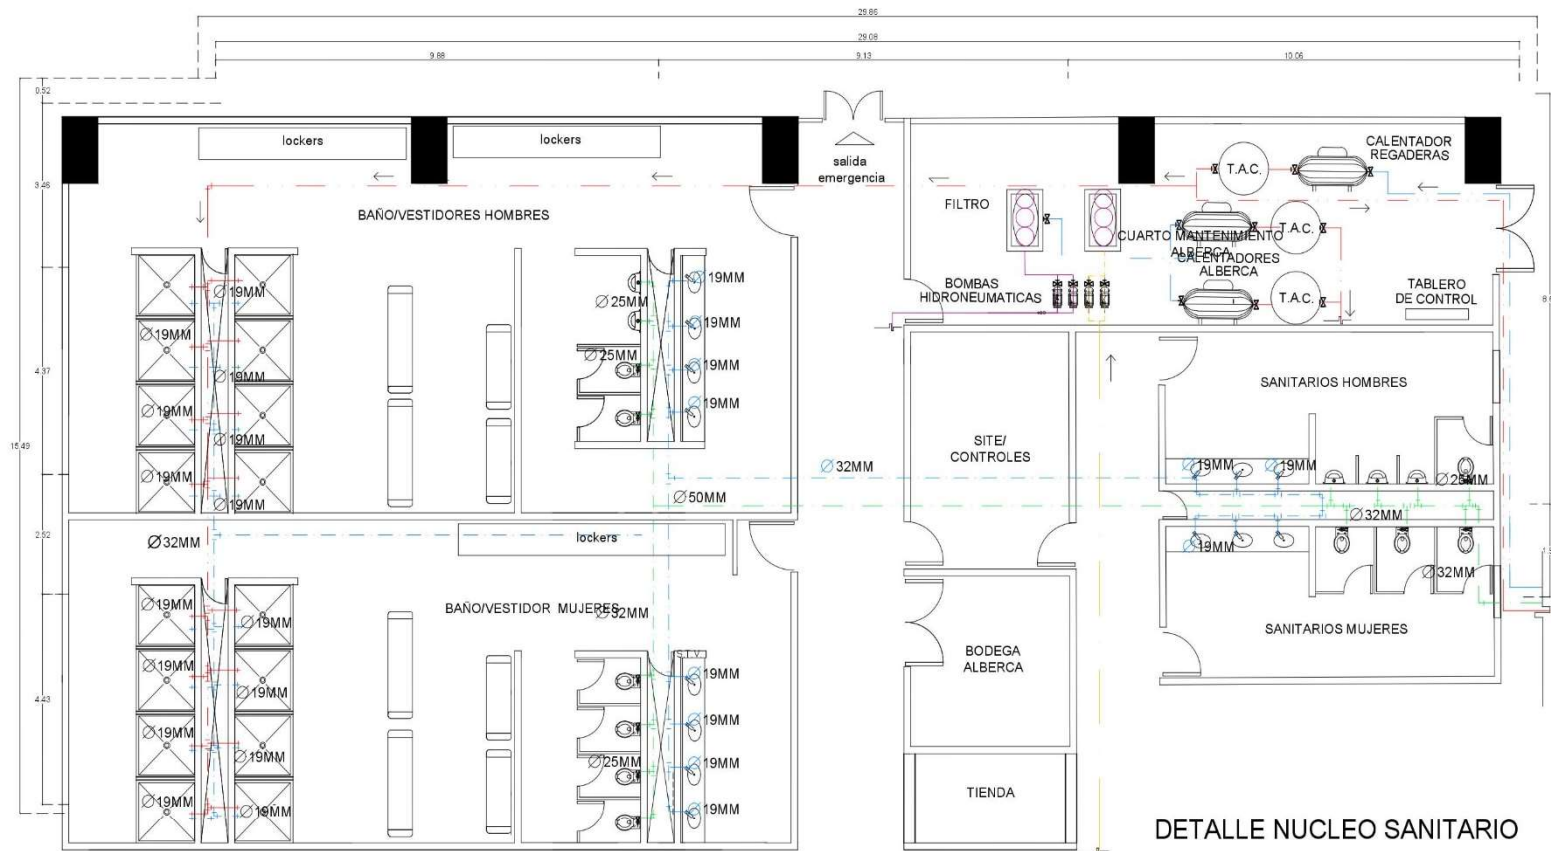 29.86
29.08
9.88
9.13
10.06
0.52
lockers
lockers
salida
emergencia
CALENTADOR
REGADERAS
T.A.C.
3.46
BAÑO/VESTIDORES HOMBRES
FILTRO
T.A.C.
CUARTO MANTENIMIENTO
ALBERCA
CALENTADORES
ALBERCA
BOMBAS
HIDRONEUMATICAS
T.A.C.
TABLERO
DE CONTROL
∅19MM
∅19MM
∅25MM
∅19MM
∅19MM
∅25MM
∅19MM
∅19MM
∅19MM
∅19MM
∅19MM
∅19MM
∅19MM
4.37
15.49
SANITARIOS HOMBRES
SITE/
CONTROLES
∅32MM
∅19MM
∅19MM
∅25MM
∅50MM
∅32MM
∅19MM
∅32MM
2.52
∅32MM
lockers
BAÑO/VESTIDOR MUJERES
∅32MM
∅19MM
∅19MM
SANITARIOS MUJERES
BODEGA
ALBERCA
S.T.V.
∅19MM
∅19MM
∅19MM
∅19MM
4.43
∅19MM
∅19MM
∅25MM
∅19MM
∅19MM
∅19MM
∅19MM
TIENDA
DETALLE NUCLEO SANITARIO